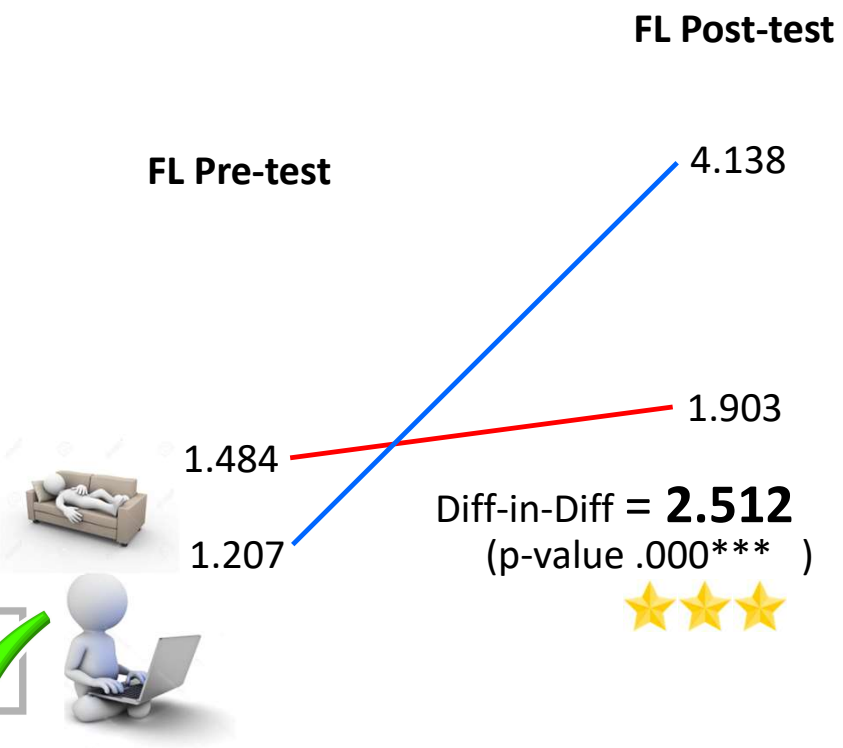 FL Post-test
FL Pre-test
4.138
1.903
1.484
Diff-in-Diff = 2.512
1.207
(p-value .000*** )